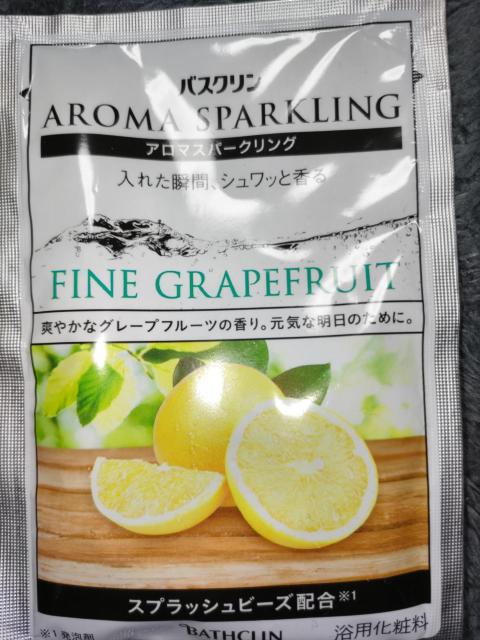 バスクリン
AROMA SPARKLING
アロマスパークリング
入れた瞬間、シュワッと香る
FINE GRAPEFRUIT
爽やかなグレープフルーツの香り。元気な明日のために。
スプラッシュビーズ配合※1
※1発泡剤
BATHCLIN
浴用化粧料